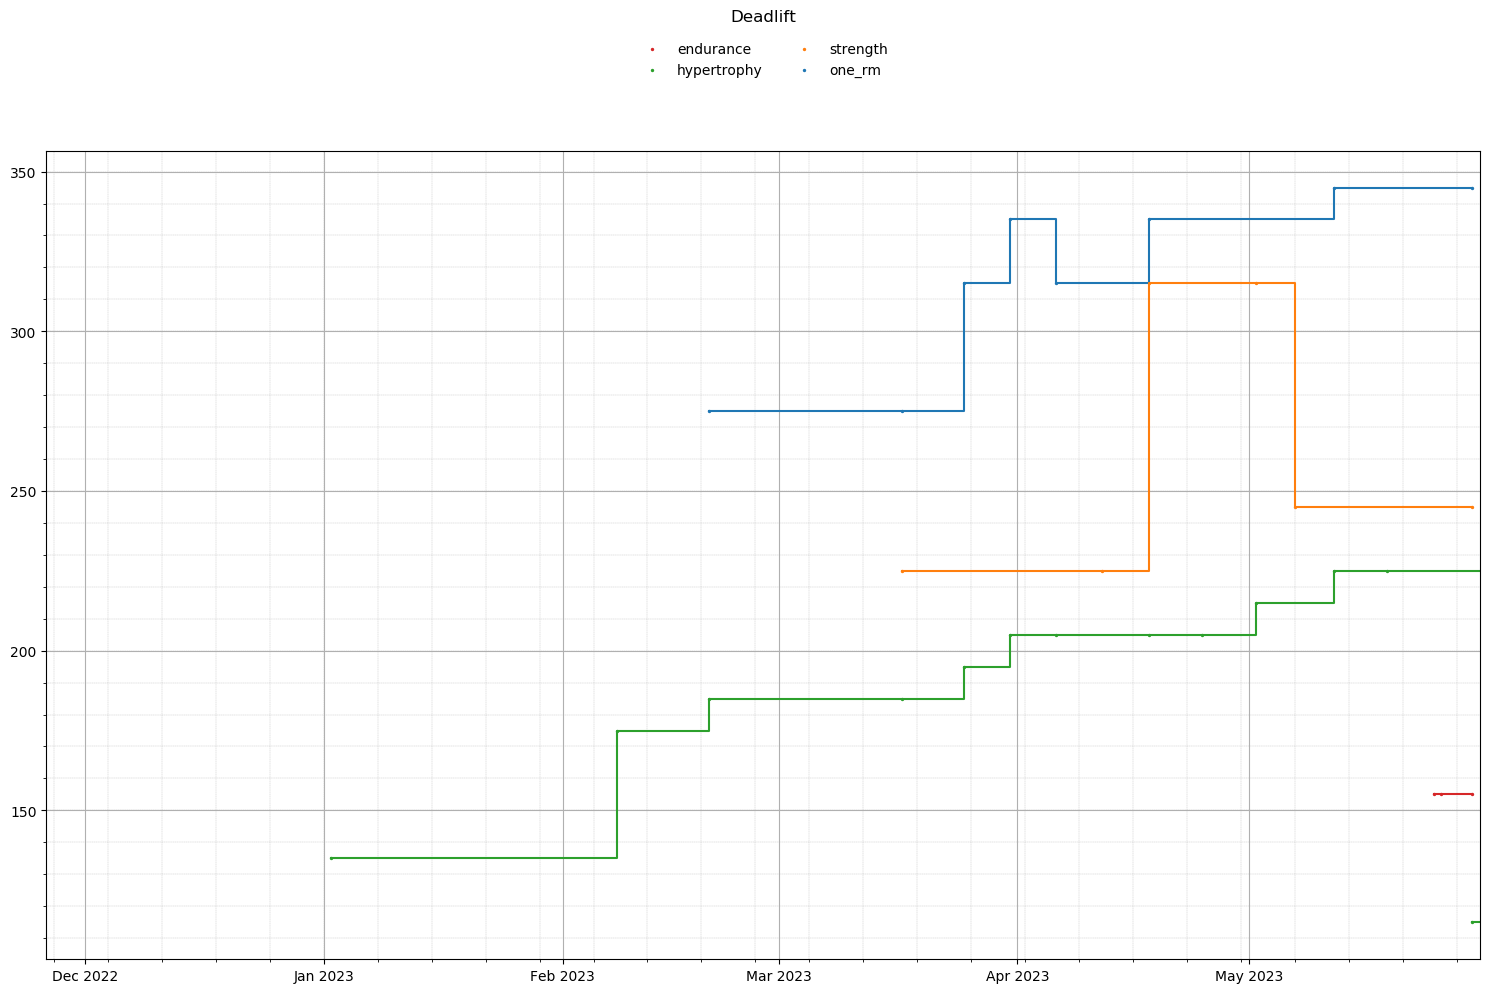 Deadlift
endurance strength
hypertrophy one_rm
350
300
250
200
150
Dec 2022 Jan 2023 Feb 2023 Mar 2023 Apr 2023 May 2023